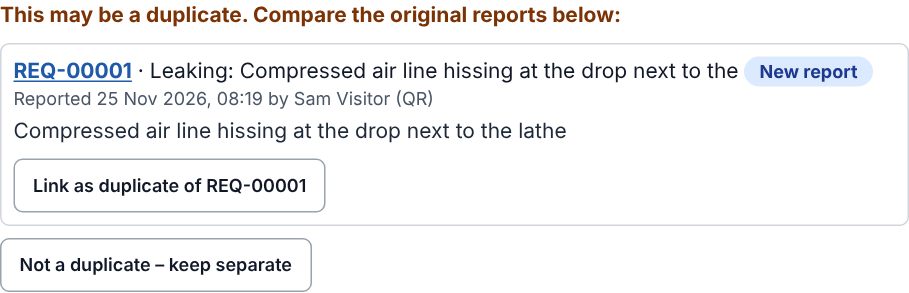 This may be a duplicate. Compare the original reports below:
REQ-00001 · Leaking: Compressed air line hissing at the drop next to the New report
Reported 25 Nov 2026, 08:19 by Sam Visitor (QR)
Compressed air line hissing at the drop next to the lathe
Link as duplicate of REQ-00001
Not a duplicate – keep separate